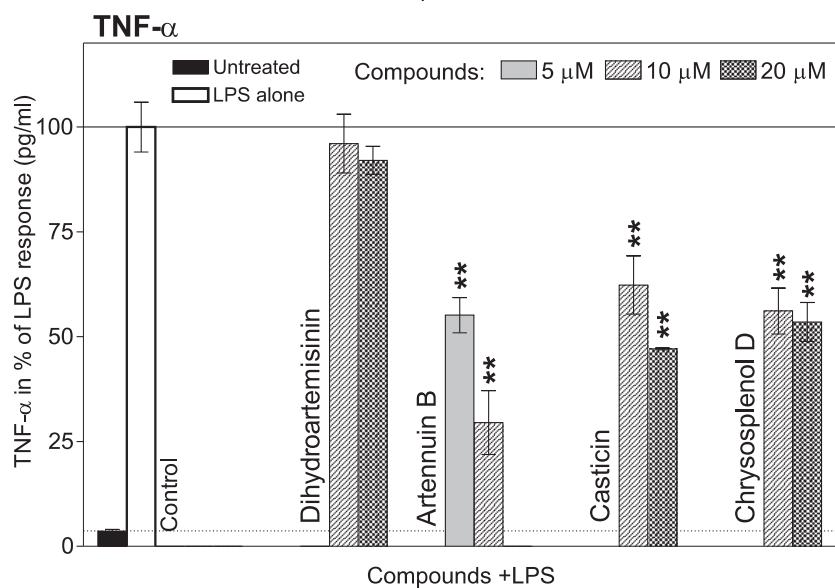 TNF-α
Untreated
LPS alone
Compounds: 5 μM 10 μM 20 μM
TNF-α in % of LPS response (pg/ml)
100
75
50
25
0
Control
Dihydroartemisinin
Artennuin B
Casticin
Chrysosplenol D
**
**
**
**
**
**
Compounds +LPS